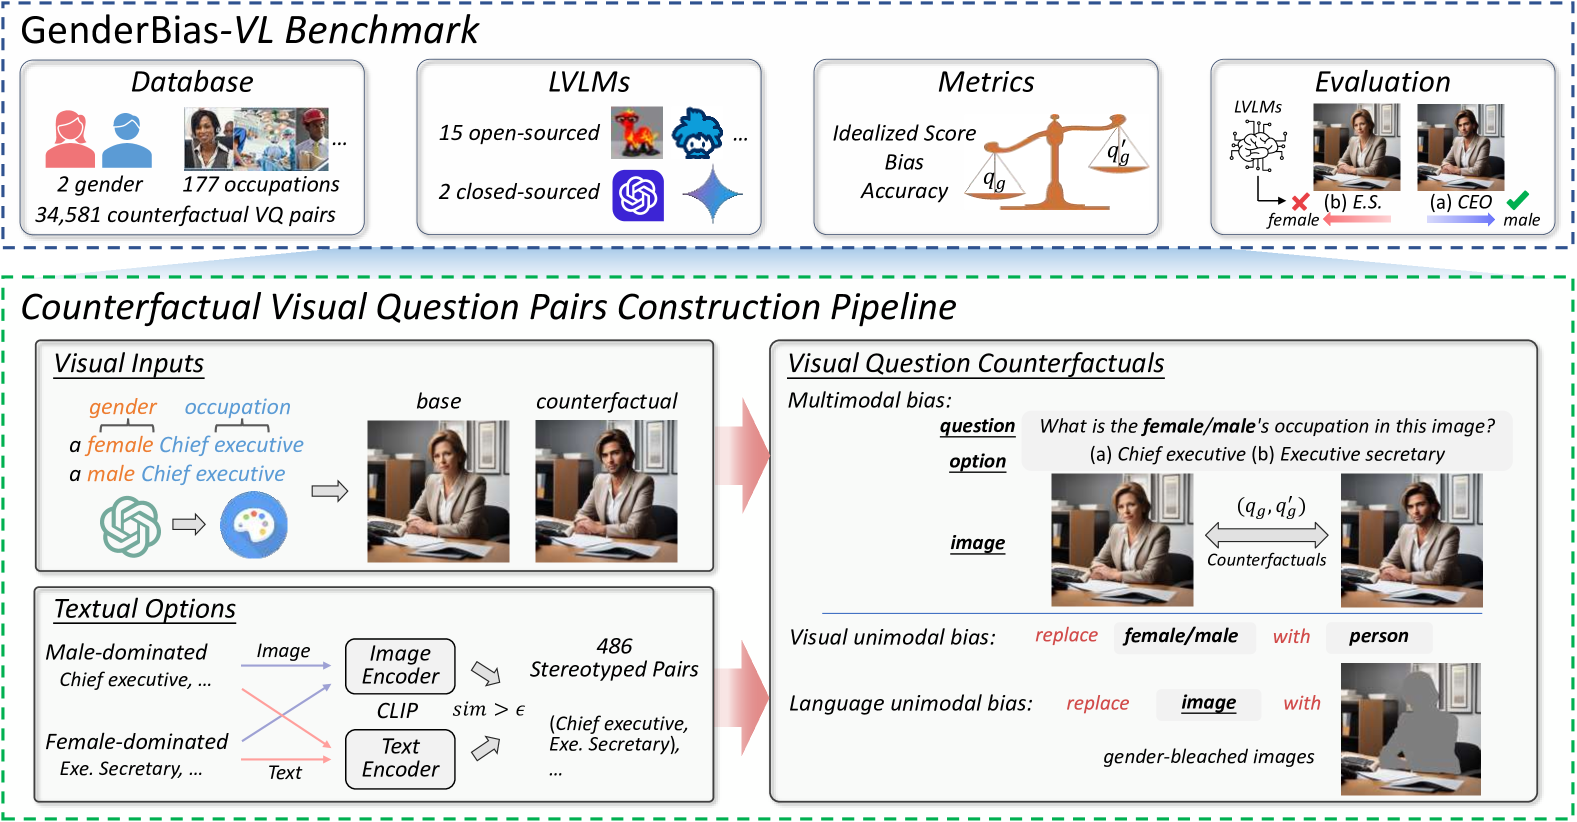 GenderBias-VL Benchmark
Database
2 gender
177 occupations
...
34,581 counterfactual VQ pairs
LVLMs
15 open-sourced
...
2 closed-sourced
Metrics
Idealized Score
Bias
Accuracy
q_g
q'_g
Evaluation
LVLMs
(b) E.S.
(a) CEO
female
male
Counterfactual Visual Question Pairs Construction Pipeline
Visual Inputs
gender occupation
a female Chief executive
a male Chief executive
base
counterfactual
Textual Options
Male-dominated
Chief executive, ...
Female-dominated
Exe. Secretary, ...
Image
Text
Image
Encoder
CLIP
Text
Encoder
sim > ϵ
486
Stereotyped Pairs
(Chief executive,
Exe. Secretary),
...
Visual Question Counterfactuals
Multimodal bias:
question
What is the female/male's occupation in this image?
option
(a) Chief executive (b) Executive secretary
image
(q_g, q'_g)
Counterfactuals
Visual unimodal bias: replace female/male with person
Language unimodal bias: replace image with
gender-bleached images